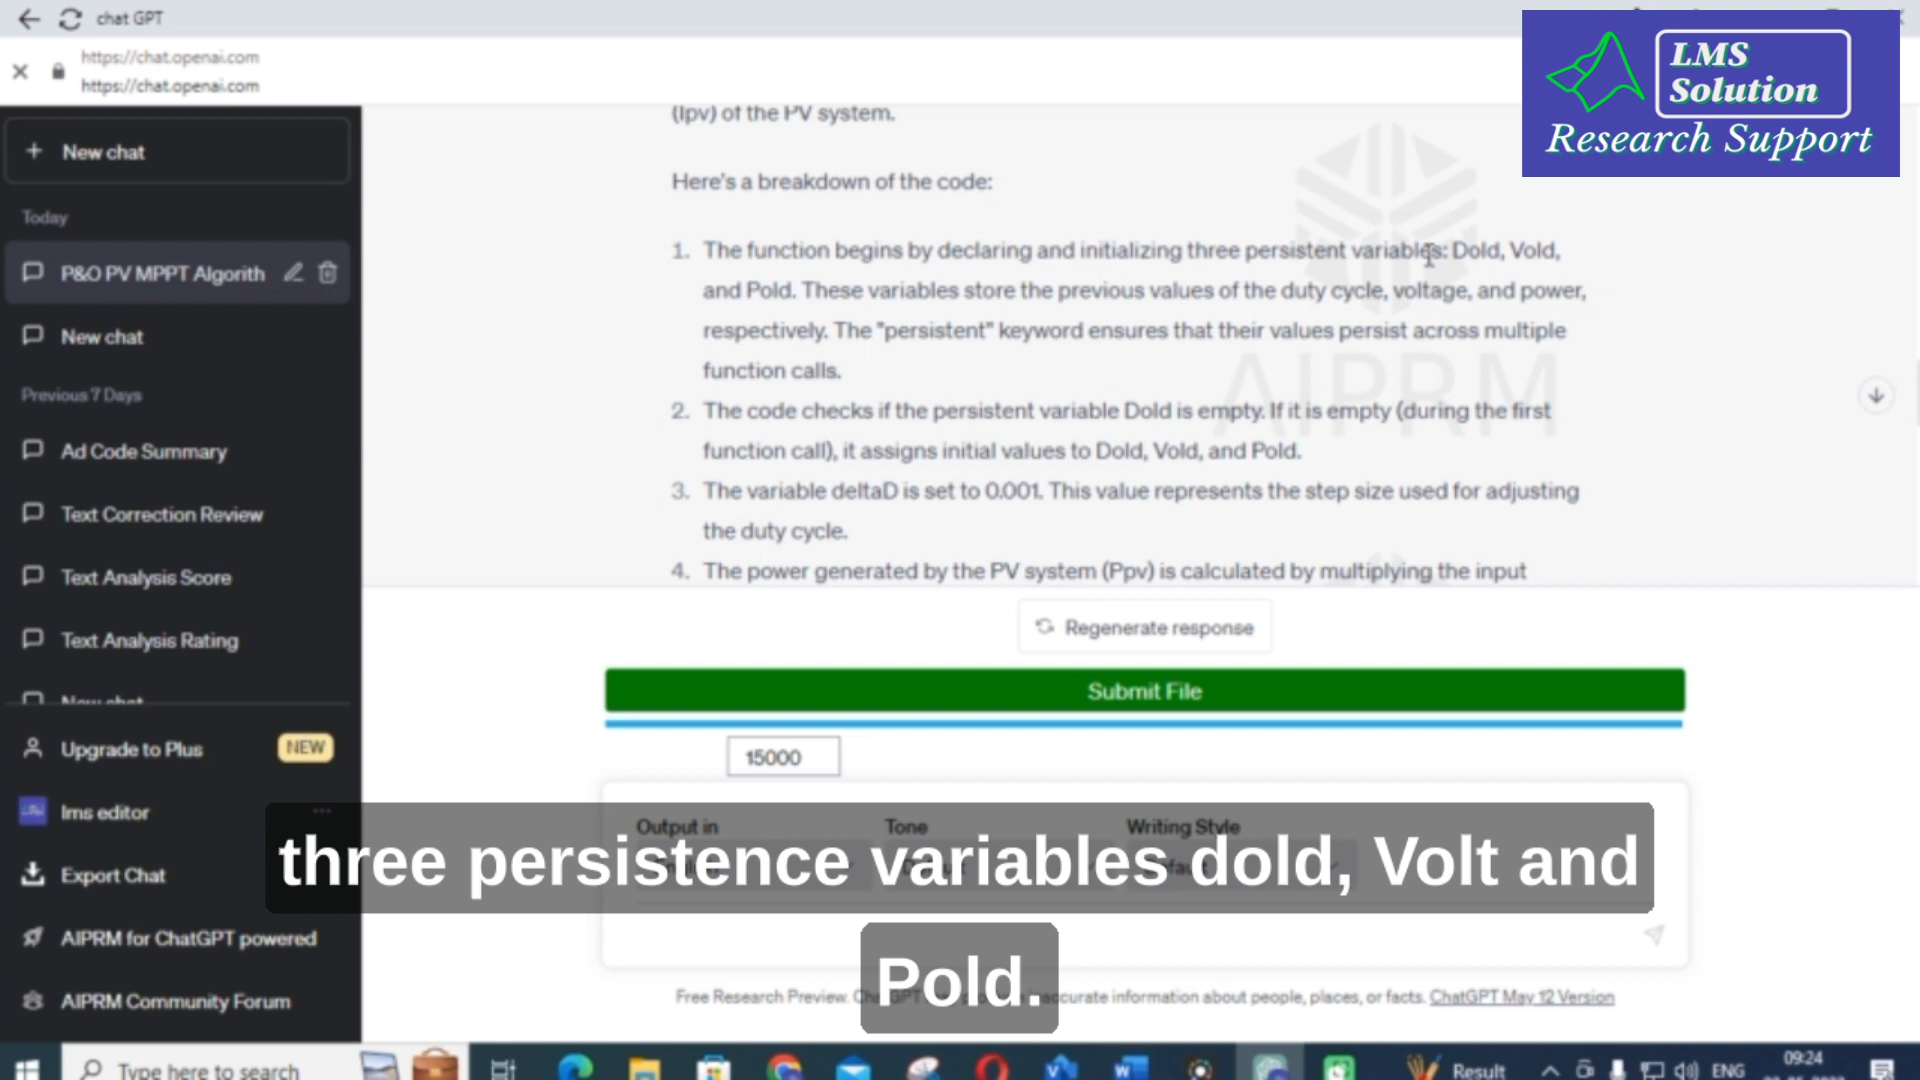 chat GPT
https://chat.openai.com
https://chat.openai.com
LMS
Solution
Research Support
New chat
Today
P&O PV MPPT Algorith
New chat
Previous 7 Days
Ad Code Summary
Text Correction Review
Text Analysis Score
Text Analysis Rating
New chat
Upgrade to Plus NEW
lms editor
Export Chat
AIPRM for ChatGPT powered
AIPRM Community Forum
(Ipv) of the PV system.
Here's a breakdown of the code:
1. The function begins by declaring and initializing three persistent variables: Dold, Vold,
and Pold. These variables store the previous values of the duty cycle, voltage, and power,
respectively. The "persistent" keyword ensures that their values persist across multiple
function calls.
2. The code checks if the persistent variable Dold is empty. If it is empty (during the first
function call), it assigns initial values to Dold, Vold, and Pold.
3. The variable deltaD is set to 0.001. This value represents the step size used for adjusting
the duty cycle.
4. The power generated by the PV system (Ppv) is calculated by multiplying the input
AIPRM
Regenerate response
Submit File
15000
Output in Tone Writing Style
three persistence variables dold, Volt and
Pold.
Free Research Preview. inaccurate information about people, places, or facts. ChatGPT May 12 Version
Type here to search
Result
ENG
09:24